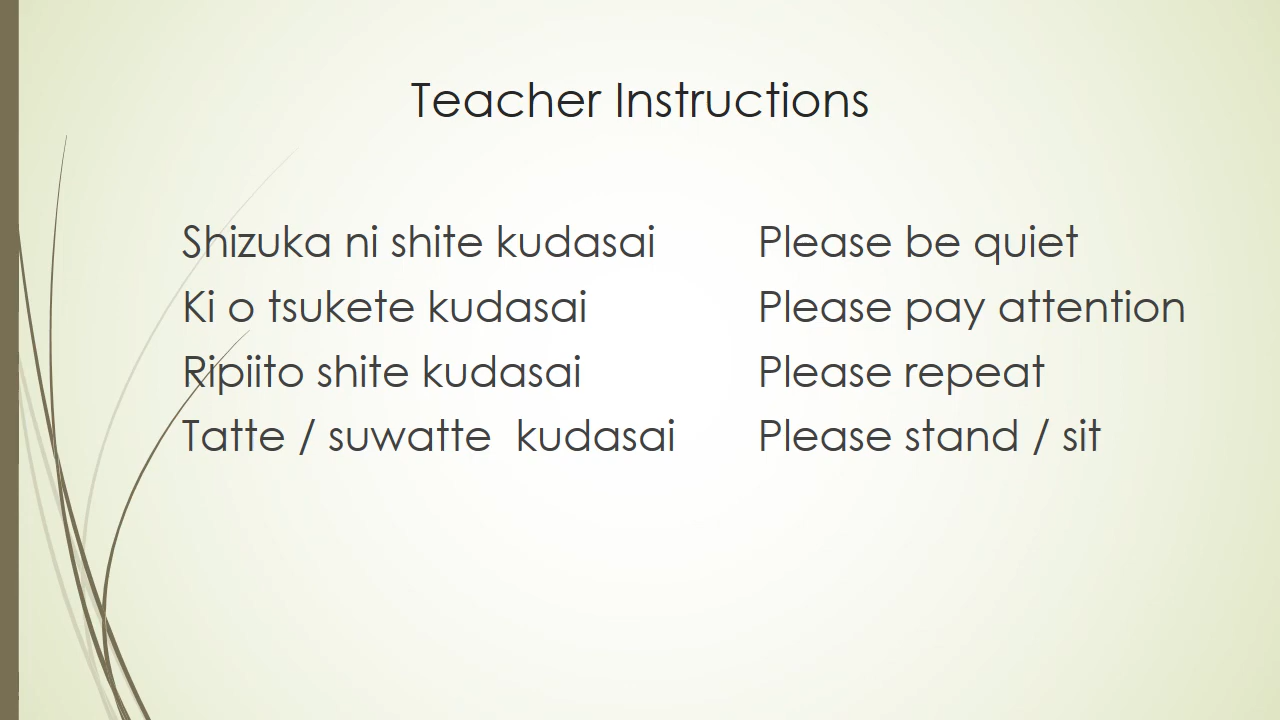 Teacher Instructions
Shizuka ni shite kudasai Please be quiet
Ki o tsukete kudasai Please pay attention
Ripiito shite kudasai Please repeat
Tatte / suwatte kudasai Please stand / sit